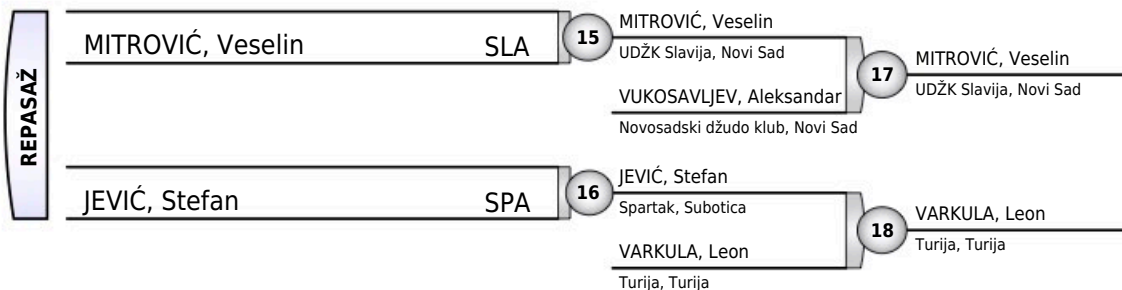 REPASAŽ
MITROVIĆ, Veselin SLA
15
MITROVIĆ, Veselin
UDŽK Slavija, Novi Sad
VUKOSAVLJEV, Aleksandar
Novosadski džudo klub, Novi Sad
17
MITROVIĆ, Veselin
UDŽK Slavija, Novi Sad
JEVIĆ, Stefan SPA
16
JEVIĆ, Stefan
Spartak, Subotica
VARKULA, Leon
Turija, Turija
18
VARKULA, Leon
Turija, Turija